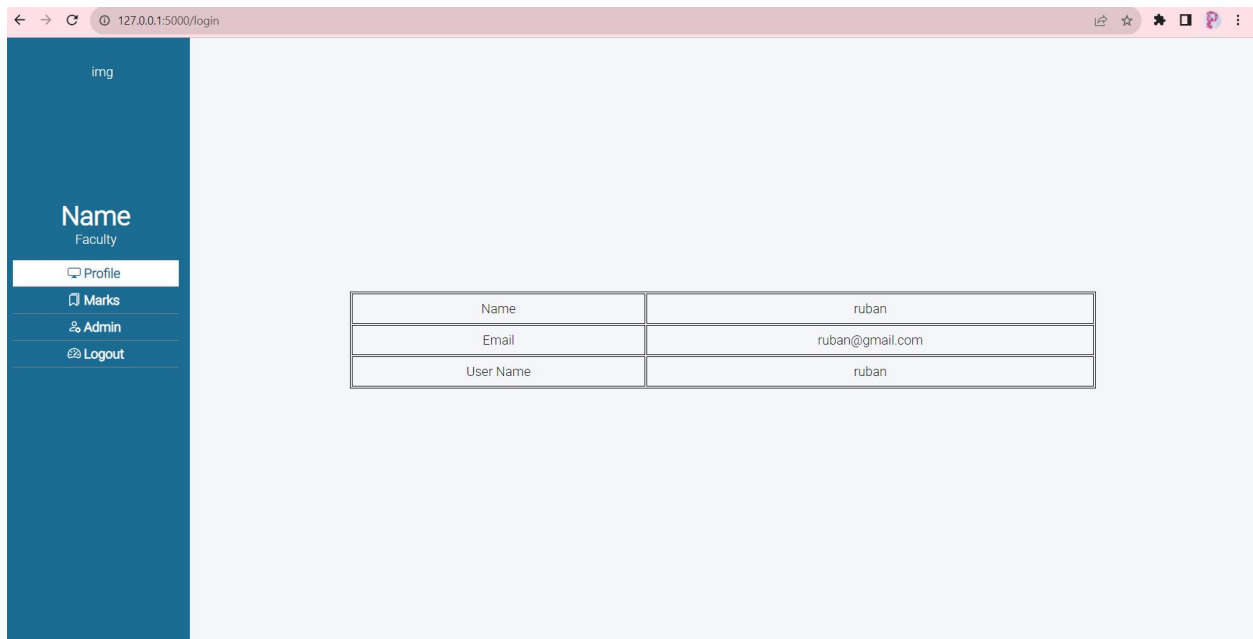 127.0.0.1:5000/login
img
Name
Faculty
Profile
Marks
Admin
Logout
Name ruban
Email ruban@gmail.com
User Name ruban